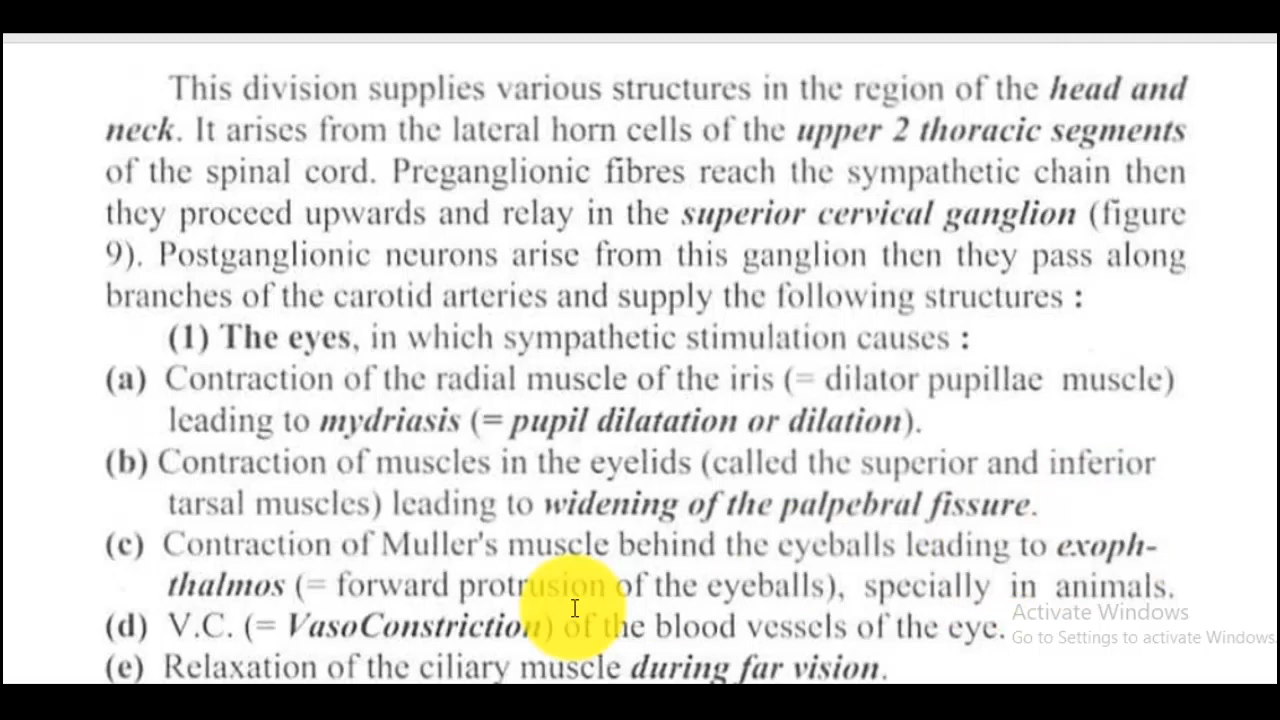 This division supplies various structures in the region of the head and
neck. It arises from the lateral horn cells of the upper 2 thoracic segments
of the spinal cord. Preganglionic fibres reach the sympathetic chain then
they proceed upwards and relay in the superior cervical ganglion (figure
9). Postganglionic neurons arise from this ganglion then they pass along
branches of the carotid arteries and supply the following structures :
(1) The eyes, in which sympathetic stimulation causes :
(a) Contraction of the radial muscle of the iris (= dilator pupillae muscle)
leading to mydriasis (= pupil dilatation or dilation).
(b) Contraction of muscles in the eyelids (called the superior and inferior
tarsal muscles) leading to widening of the palpebral fissure.
(c) Contraction of Muller's muscle behind the eyeballs leading to exoph-
thalmos (= forward protrusion of the eyeballs), specially in animals.
(d) V.C. (= VasoConstriction) of the blood vessels of the eye.
(e) Relaxation of the ciliary muscle during far vision.
Activate Windows
Go to Settings to activate Windows